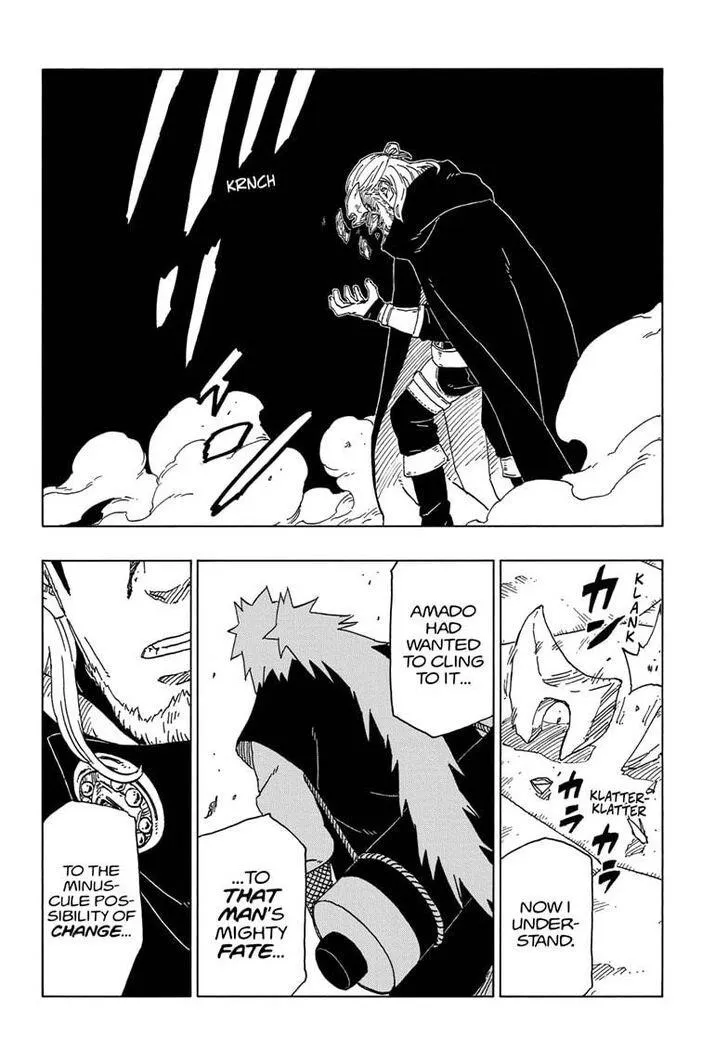 KRNCH
カ
ン
KLANK
カラ
カラ
KLATTER-
KLATTER
NOW I
UNDER-
STAND.
AMADO
HAD
WANTED
TO CLING
TO IT...
...TO
THAT
MAN'S
MIGHTY
FATE...
TO THE
MINUS-
CULE POS-
SIBILITY OF
CHANGE...